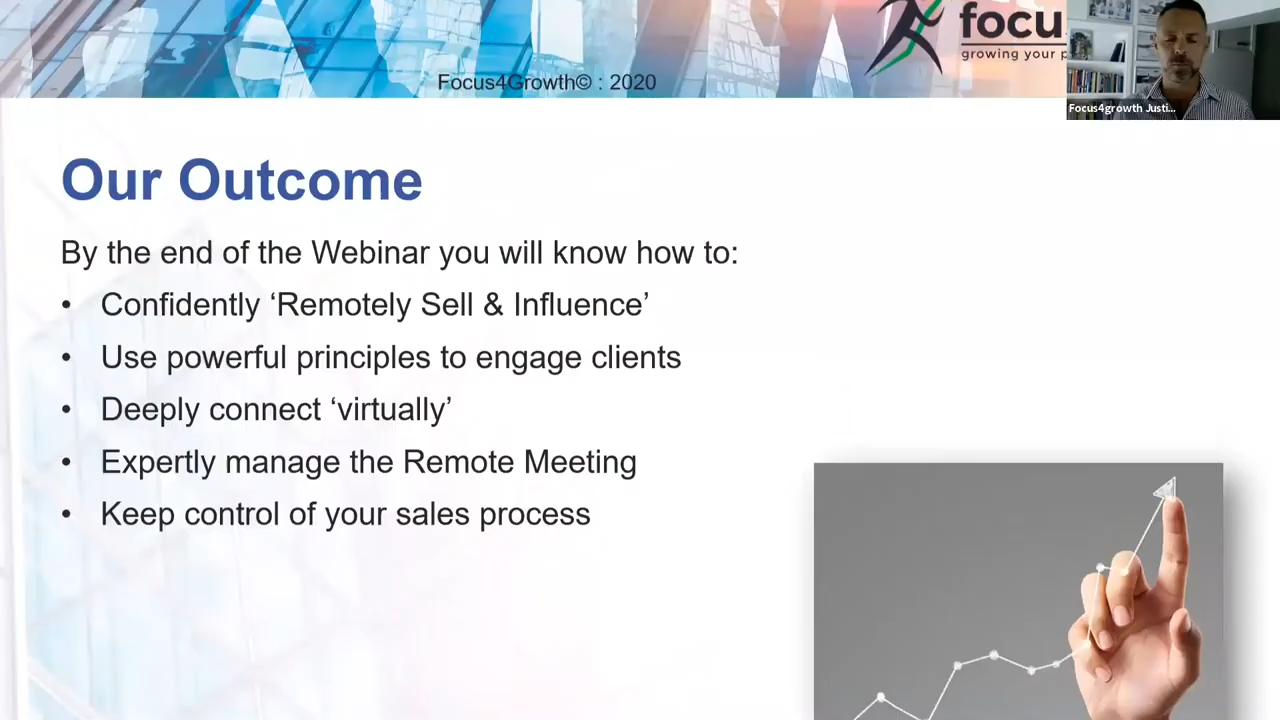 Focus4Growth© : 2020
focu
growing your p
Focus4growth Justi...
Our Outcome
By the end of the Webinar you will know how to:
• Confidently ‘Remotely Sell & Influence’
• Use powerful principles to engage clients
• Deeply connect ‘virtually’
• Expertly manage the Remote Meeting
• Keep control of your sales process